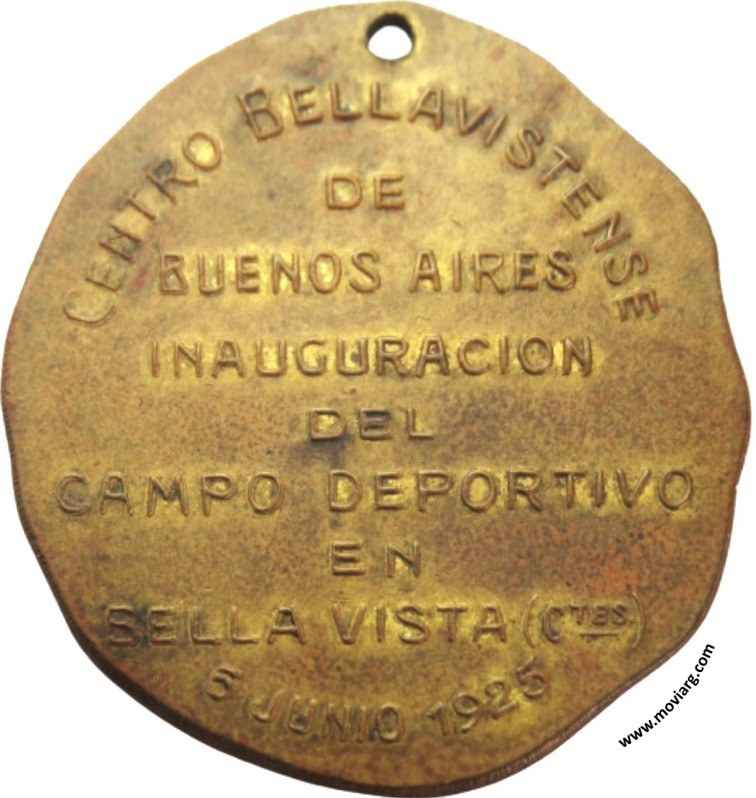 CENTRO BELLAVISTENSE
DE
BUENOS AIRES
INAUGURACION
DEL
CAMPO DEPORTIVO
EN
BELLA VISTA (CTES.)
5 JUNIO 1925
www.moviarg.com